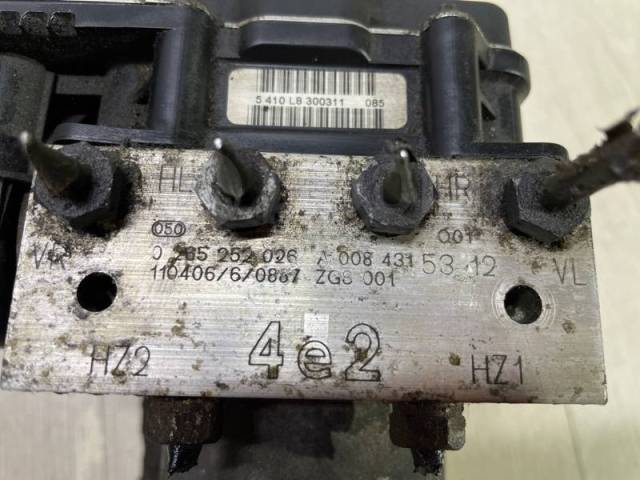 5 410 L8 300311 085
HL HR
050 001
0 265 252 026 A 008 431 53 12
VR 110406/6/0887 ZGS 001 VL
HZ2 4e2 HZ1